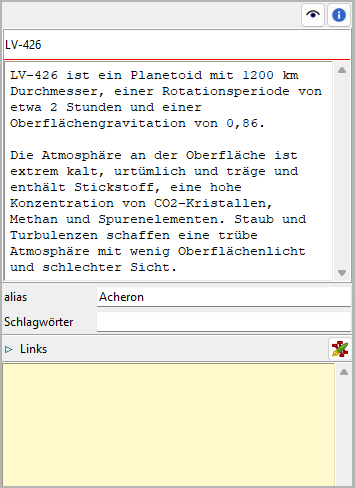 LV-426
LV-426 ist ein Planetoid mit 1200 km
Durchmesser, einer Rotationsperiode von
etwa 2 Stunden und einer
Oberflächengravitation von 0,86.
Die Atmosphäre an der Oberfläche ist
extrem kalt, urtümlich und träge und
enthält Stickstoff, eine hohe
Konzentration von CO2-Kristallen,
Methan und Spurenelementen. Staub und
Turbulenzen schaffen eine trübe
Atmosphäre mit wenig Oberflächenlicht
und schlechter Sicht.
alias Acheron
Schlagwörter
Links